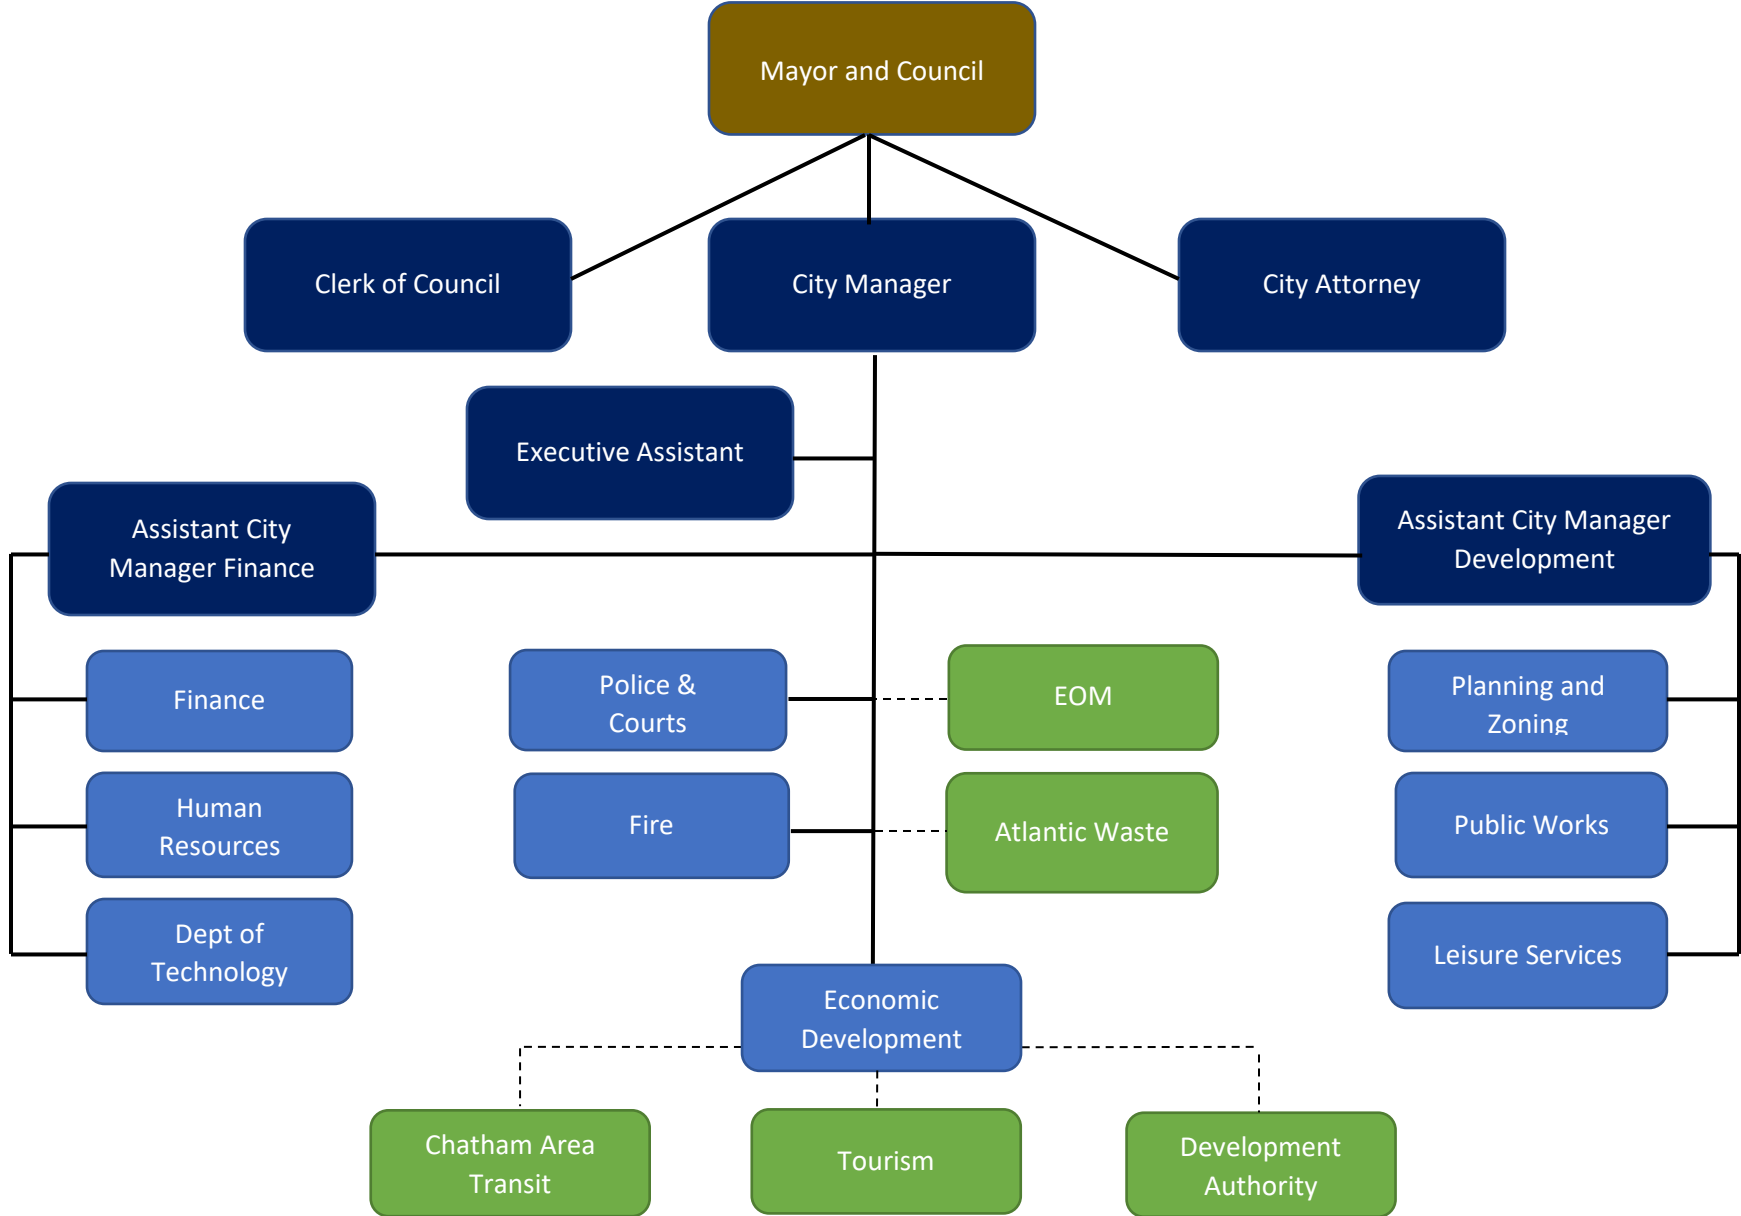 Mayor and Council
Clerk of Council
City Manager
City Attorney
Executive Assistant
Assistant City
Manager Finance
Assistant City Manager
Development
Finance
Police &
Courts
EOM
Planning and
Zoning
Human
Resources
Fire
Atlantic Waste
Public Works
Dept of
Technology
Leisure Services
Economic
Development
Chatham Area
Transit
Tourism
Development
Authority